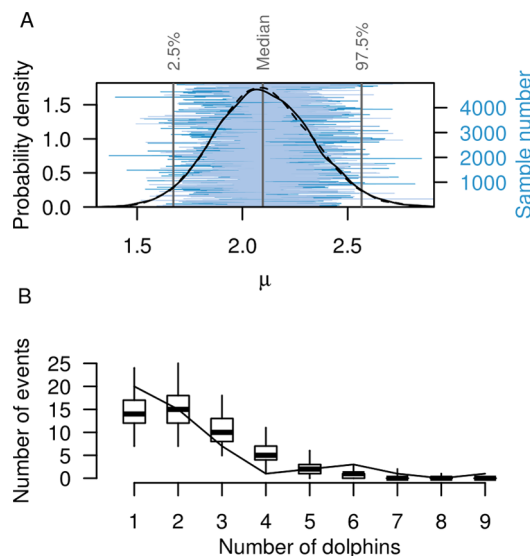 A
2.5%
Median
97.5%
Probability density
1.5
1.0
0.5
0.0
4000
3000
2000
1000
Sample number
1.5 2.0 2.5
μ
B
Number of events
25
20
15
10
5
0
1 2 3 4 5 6 7 8 9
Number of dolphins